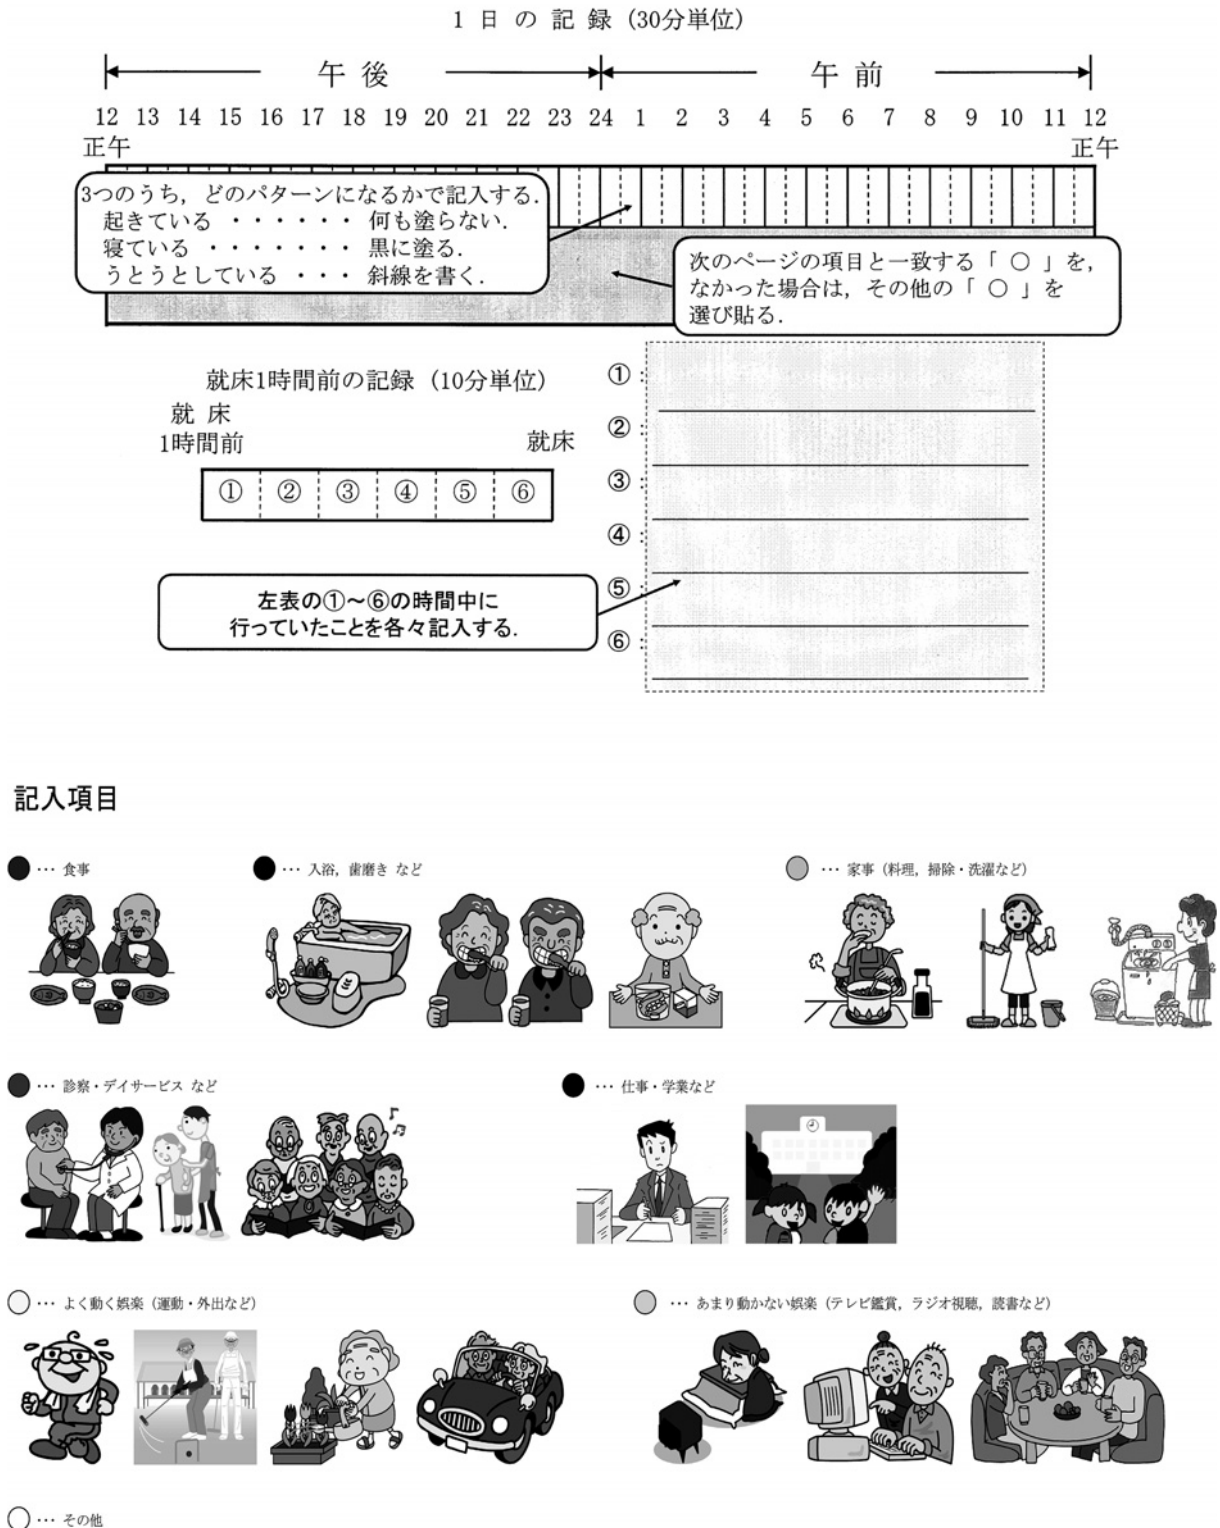 1 日 の 記 録 (30分単位)
午 後 午 前
12 13 14 15 16 17 18 19 20 21 22 23 24 1 2 3 4 5 6 7 8 9 10 11 12
正午 正午
3つのうち，どのパターンになるかで記入する．
起きている ・・・・・・ 何も塗らない．
寝ている ・・・・・・・ 黒に塗る．
うとうとしている ・・・ 斜線を書く．
次のページの項目と一致する「 ○ 」を，
なかった場合は，その他の「 ○ 」を
選び貼る．
就床1時間前の記録 (10分単位)
就 床
1時間前
就床
① ② ③ ④ ⑤ ⑥
①：
②：
③：
④：
⑤：
⑥：
左表の①～⑥の時間中に
行っていたことを各々記入する．
記入項目
● … 食事
● … 入浴，歯磨き など
● … 家事 (料理，掃除・洗濯など)
● … 診察・デイサービス など
● … 仕事・学業など
○ … よく動く娯楽 (運動・外出など)
● … あまり動かない娯楽 (テレビ鑑賞，ラジオ視聴，読書など)
○ … その他